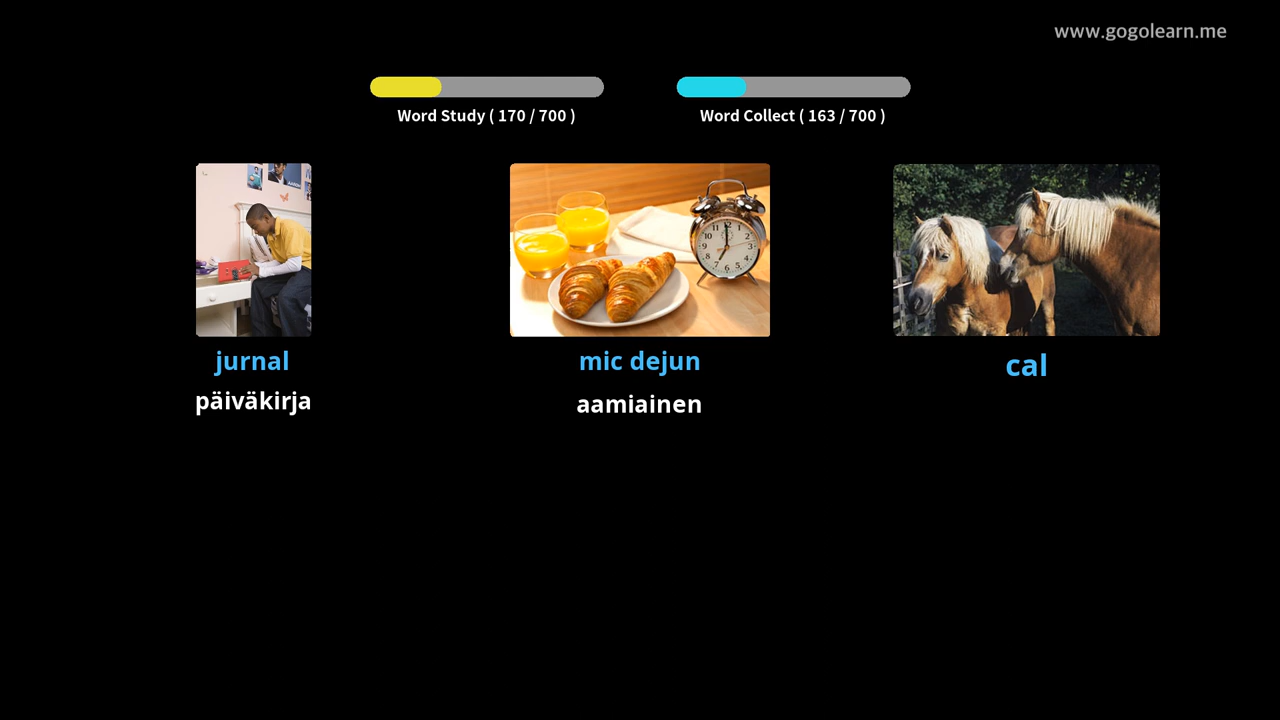 www.gogolearn.me
Word Study ( 170 / 700 )
Word Collect ( 163 / 700 )
jurnal
päiväkirja
mic dejun
aamiainen
cal